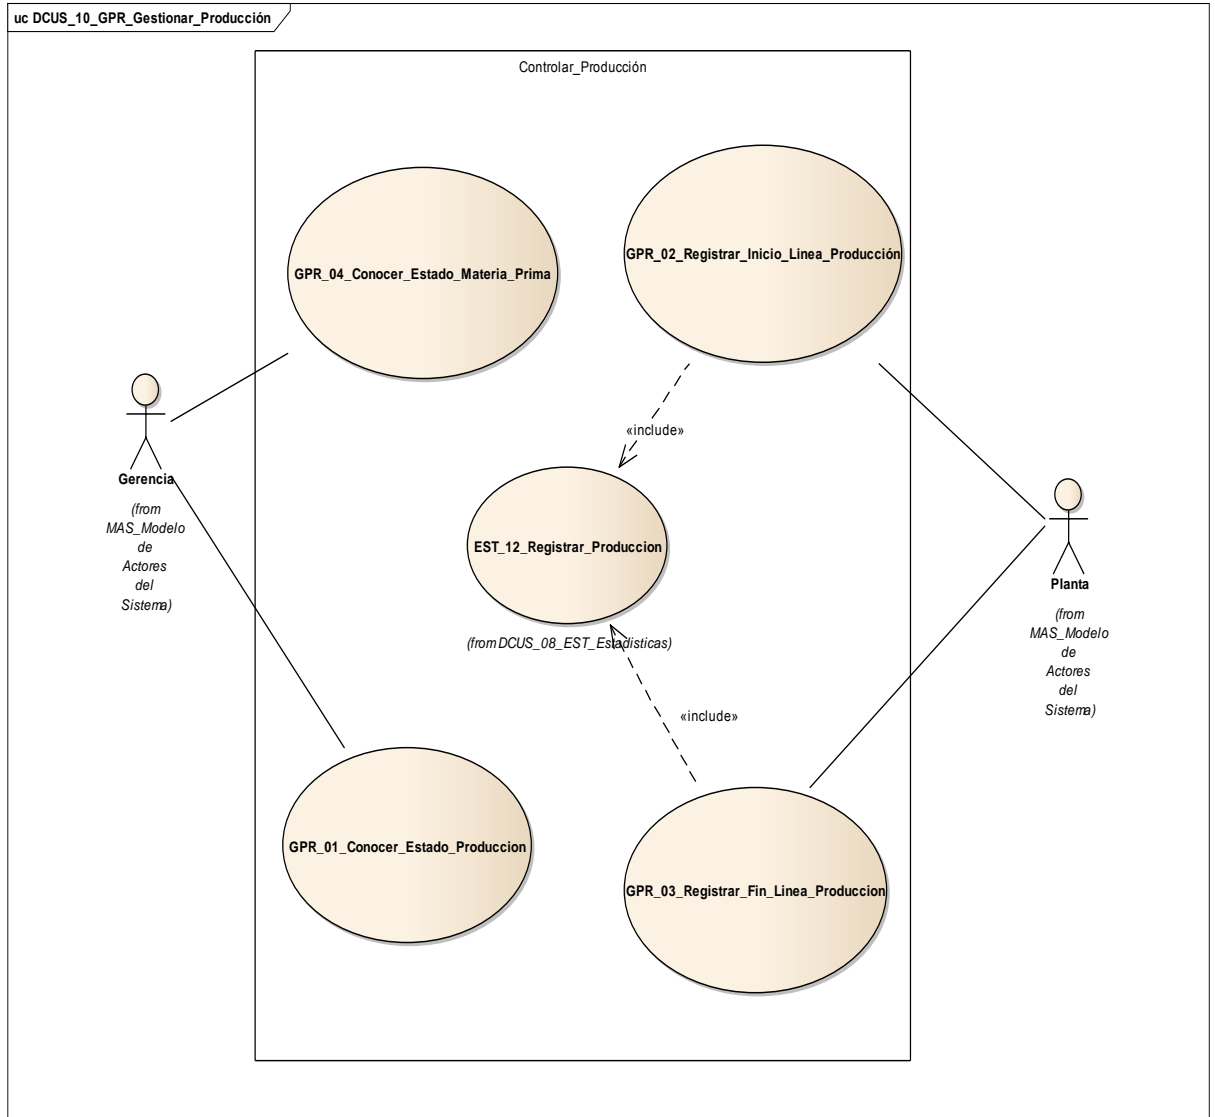 uc DCUS_10_GPR_Gestionar_Producción
Controlar_Producción
GPR_04_Conocer_Estado_Materia_Prima
GPR_02_Registrar_Inicio_Linea_Producción
«include»
Gerencia
(from
MAS_Modelo
de
Actores
del
Sistema)
EST_12_Registrar_Produccion
(from DCUS_08_EST_Estadisticas)
Planta
(from
MAS_Modelo
de
Actores
del
Sistema)
«include»
GPR_01_Conocer_Estado_Produccion
GPR_03_Registrar_Fin_Linea_Produccion